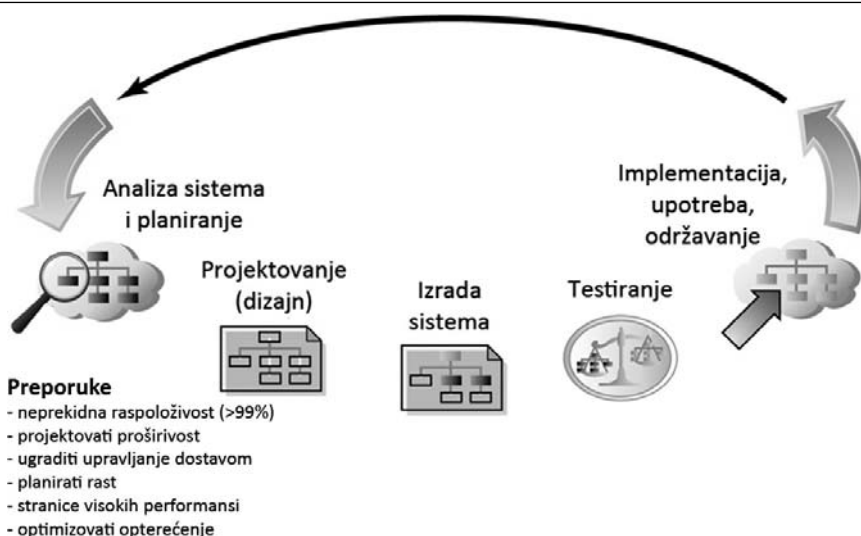 Analiza sistema
i planiranje
Projektovanje
(dizajn)
Izrada
sistema
Testiranje
Implementacija,
upotreba,
održavanje
Preporuke
- neprekidna raspoloživost (>99%)
- projektovati proširivost
- ugraditi upravljanje dostavom
- planirati rast
- stranice visokih performansi
- optimizovati opterećenje